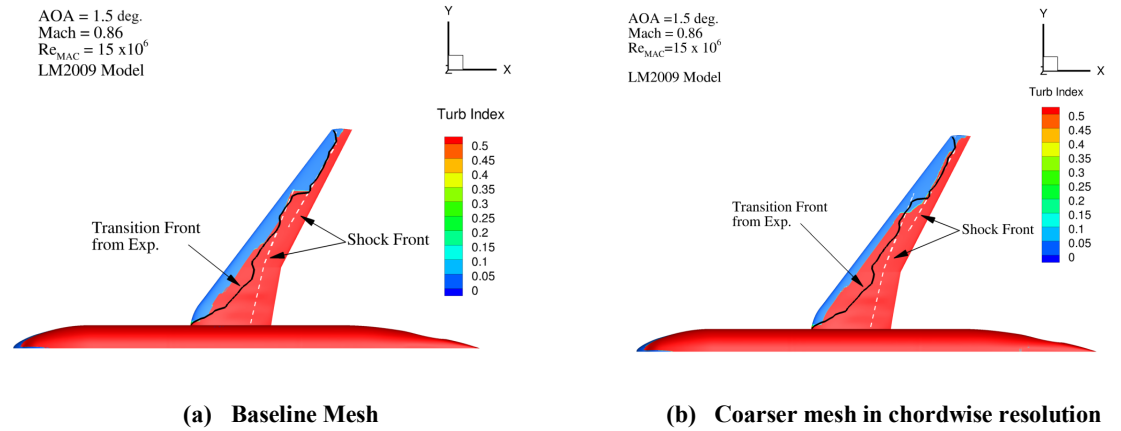 AOA = 1.5 deg.
Mach = 0.86
Re_MAC = 15 x10^6
LM2009 Model
Y
X
Z
Turb Index
0.5
0.45
0.4
0.35
0.3
0.25
0.2
0.15
0.1
0.05
0
Transition Front
from Exp.
Shock Front
(a) Baseline Mesh
AOA =1.5 deg.
Mach = 0.86
Re_MAC=15 x 10^6
LM2009 Model
Y
X
Z
Turb Index
0.5
0.45
0.4
0.35
0.3
0.25
0.2
0.15
0.1
0.05
0
Transition Front
from Exp.
Shock Front
(b) Coarser mesh in chordwise resolution